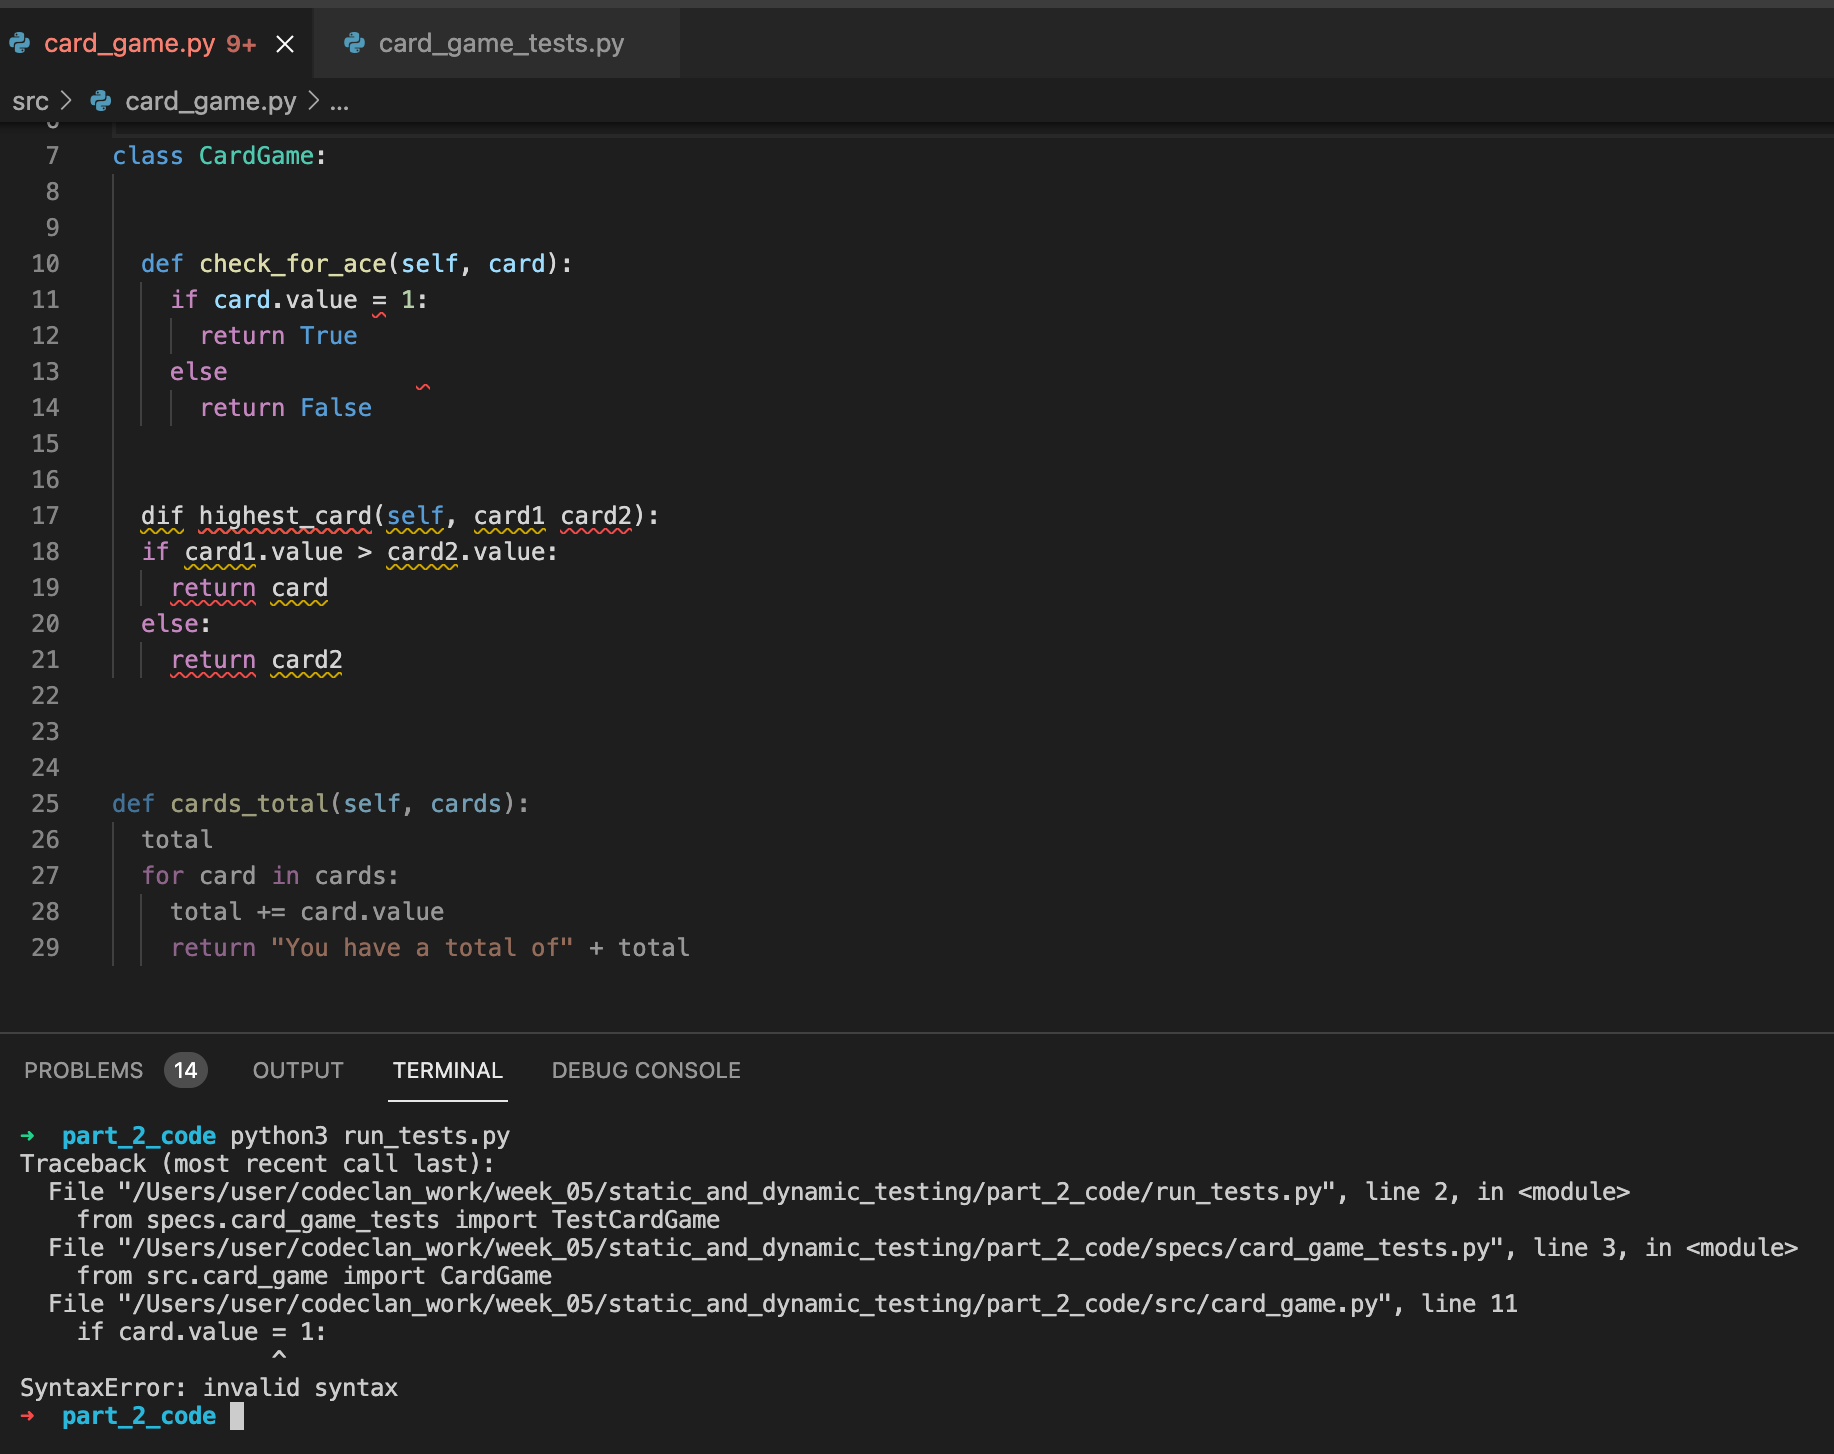 card_game.py 9+ card_game_tests.py
src > card_game.py > ...
6
7 class CardGame:
8
9
10 def check_for_ace(self, card):
11 if card.value = 1:
12 return True
13 else
14 return False
15
16
17 dif highest_card(self, card1 card2):
18 if card1.value > card2.value:
19 return card
20 else:
21 return card2
22
23
24
25 def cards_total(self, cards):
26 total
27 for card in cards:
28 total += card.value
29 return "You have a total of" + total
PROBLEMS 14 OUTPUT TERMINAL DEBUG CONSOLE
→ part_2_code python3 run_tests.py
Traceback (most recent call last):
File "/Users/user/codeclan_work/week_05/static_and_dynamic_testing/part_2_code/run_tests.py", line 2, in <module>
from specs.card_game_tests import TestCardGame
File "/Users/user/codeclan_work/week_05/static_and_dynamic_testing/part_2_code/specs/card_game_tests.py", line 3, in <module>
from src.card_game import CardGame
File "/Users/user/codeclan_work/week_05/static_and_dynamic_testing/part_2_code/src/card_game.py", line 11
if card.value = 1:
^
SyntaxError: invalid syntax
→ part_2_code